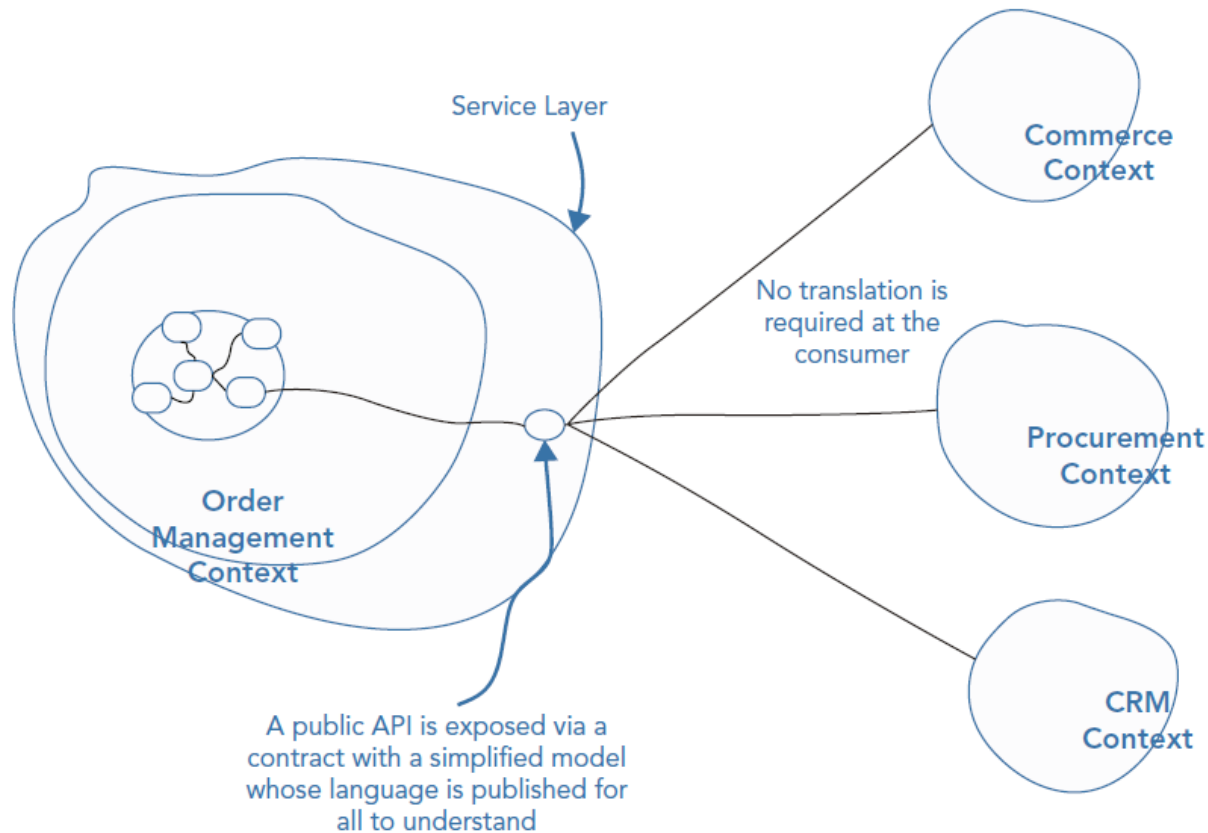 Service Layer
Commerce
Context
No translation is
required at the
consumer
Procurement
Context
Order
Management
Context
CRM
Context
A public API is exposed via a
contract with a simplified model
whose language is published for
all to understand